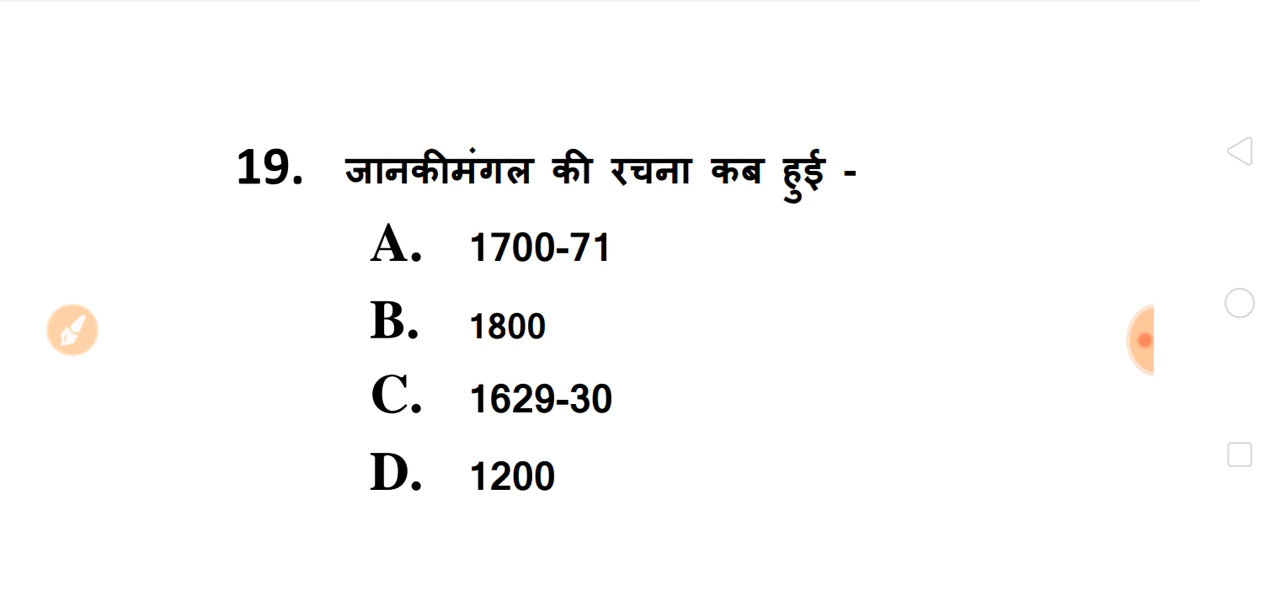 19. जानकीमंगल की रचना कब हुई -
A. 1700-71
B. 1800
C. 1629-30
D. 1200